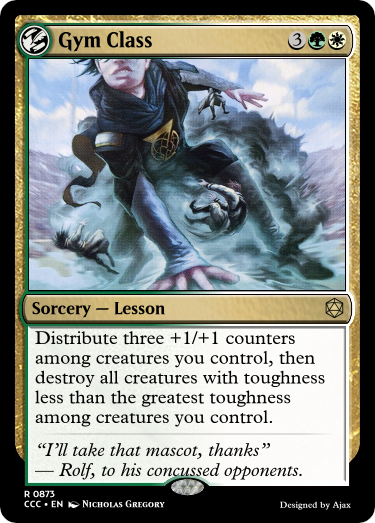 Gym Class 3
Sorcery — Lesson
Distribute three +1/+1 counters
among creatures you control, then
destroy all creatures with toughness
less than the greatest toughness
among creatures you control.
“I’ll take that mascot, thanks”
— Rolf, to his concussed opponents.
R 0873
CCC • EN Nicholas Gregory
Designed by Ajax